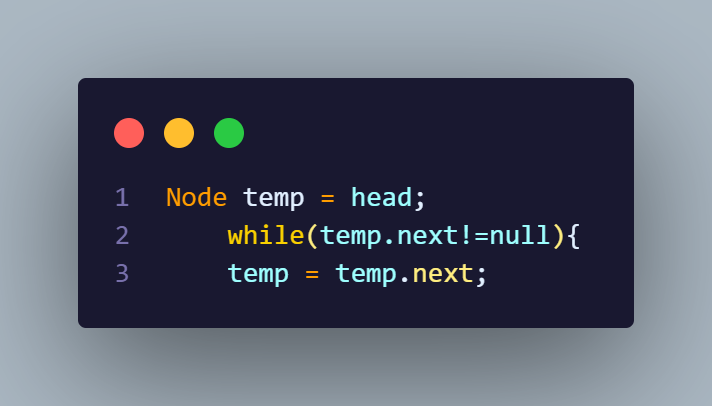 1 Node temp = head;
2 while(temp.next!=null){
3 temp = temp.next;